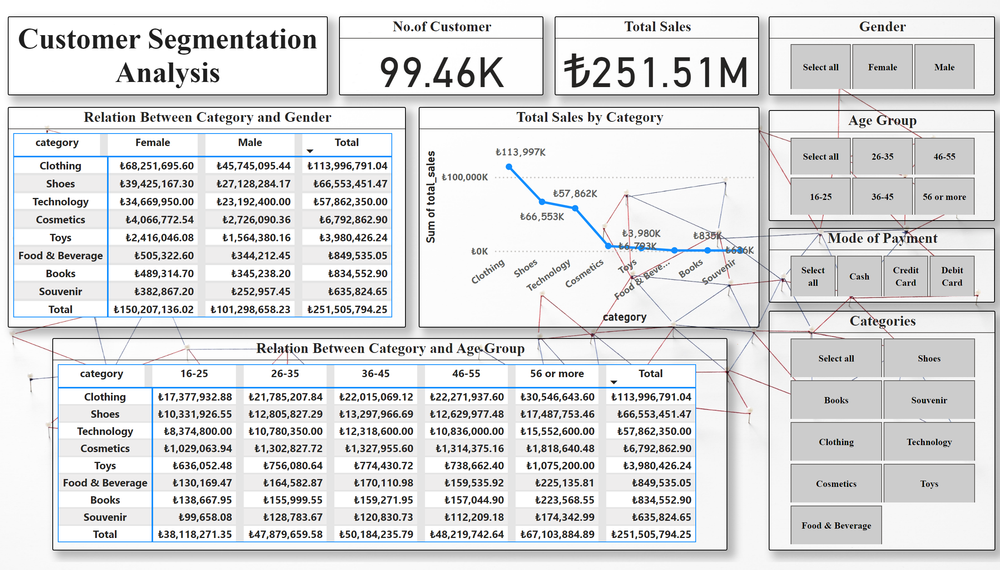 Customer Segmentation
Analysis
No.of Customer
99.46K
Total Sales
₺251.51M
Gender
Select all Female Male
Relation Between Category and Gender
category Female Male Total
Clothing ₺68,251,695.60 ₺45,745,095.44 ₺113,996,791.04
Shoes ₺39,425,167.30 ₺27,128,284.17 ₺66,553,451.47
Technology ₺34,669,950.00 ₺23,192,400.00 ₺57,862,350.00
Cosmetics ₺4,066,772.54 ₺2,726,090.36 ₺6,792,862.90
Toys ₺2,416,046.08 ₺1,564,380.16 ₺3,980,426.24
Food & Beverage ₺505,322.60 ₺344,212.45 ₺849,535.05
Books ₺489,314.70 ₺345,238.20 ₺834,552.90
Souvenir ₺382,867.20 ₺252,957.45 ₺635,824.65
Total ₺150,207,136.02 ₺101,298,658.23 ₺251,505,794.25
Total Sales by Category
Sum of total_sales
₺113,997K
₺100,000K
₺57,862K
₺66,553K
₺3,980K
₺835K
₺6,793K
₺636K
₺0K
Clothing
Shoes
Technology
Cosmetics
Toys
Food & Beve...
Books
Souvenir
category
Age Group
Select all 26-35 46-55
16-25 36-45 56 or more
Mode of Payment
Select all
Cash
Credit Card
Debit Card
Categories
Select all Shoes
Books Souvenir
Clothing Technology
Cosmetics Toys
Food & Beverage
Relation Between Category and Age Group
category 16-25 26-35 36-45 46-55 56 or more Total
Clothing ₺17,377,932.88 ₺21,785,207.84 ₺22,015,069.12 ₺22,271,937.60 ₺30,546,643.60 ₺113,996,791.04
Shoes ₺10,331,926.55 ₺12,805,827.29 ₺13,297,966.69 ₺12,629,977.48 ₺17,487,753.46 ₺66,553,451.47
Technology ₺8,374,800.00 ₺10,780,350.00 ₺12,318,600.00 ₺10,836,000.00 ₺15,552,600.00 ₺57,862,350.00
Cosmetics ₺1,029,063.94 ₺1,302,827.72 ₺1,327,955.60 ₺1,314,375.16 ₺1,818,640.48 ₺6,792,862.90
Toys ₺636,052.48 ₺756,080.64 ₺774,430.72 ₺738,662.40 ₺1,075,200.00 ₺3,980,426.24
Food & Beverage ₺130,169.47 ₺164,582.87 ₺170,110.98 ₺159,535.92 ₺225,135.81 ₺849,535.05
Books ₺138,667.95 ₺155,999.55 ₺159,271.95 ₺157,044.90 ₺223,568.55 ₺834,552.90
Souvenir ₺99,658.08 ₺128,783.67 ₺120,830.73 ₺112,209.18 ₺174,342.99 ₺635,824.65
Total ₺38,118,271.35 ₺47,879,659.58 ₺50,184,235.79 ₺48,219,742.64 ₺67,103,884.89 ₺251,505,794.25